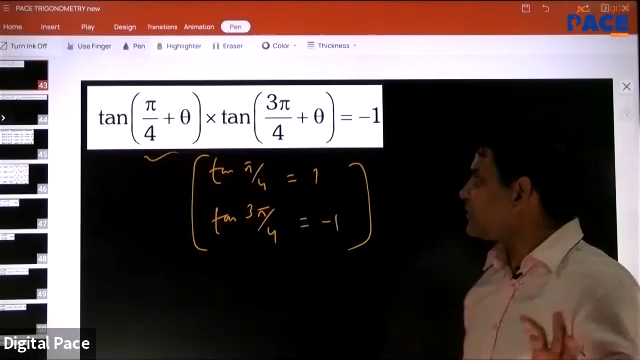 PACE TRIGONOMETRY new
Home Insert Play Design Transitions Animation Pen
Turn Ink Off Use Finger Pen Highlighter Eraser Color Thickness
PACE
43
44
45
46
47
48
49
tan(π/4 + θ) × tan(3π/4 + θ) = −1
tan π/4 = 1
tan 3π/4 = −1
Digital Pace